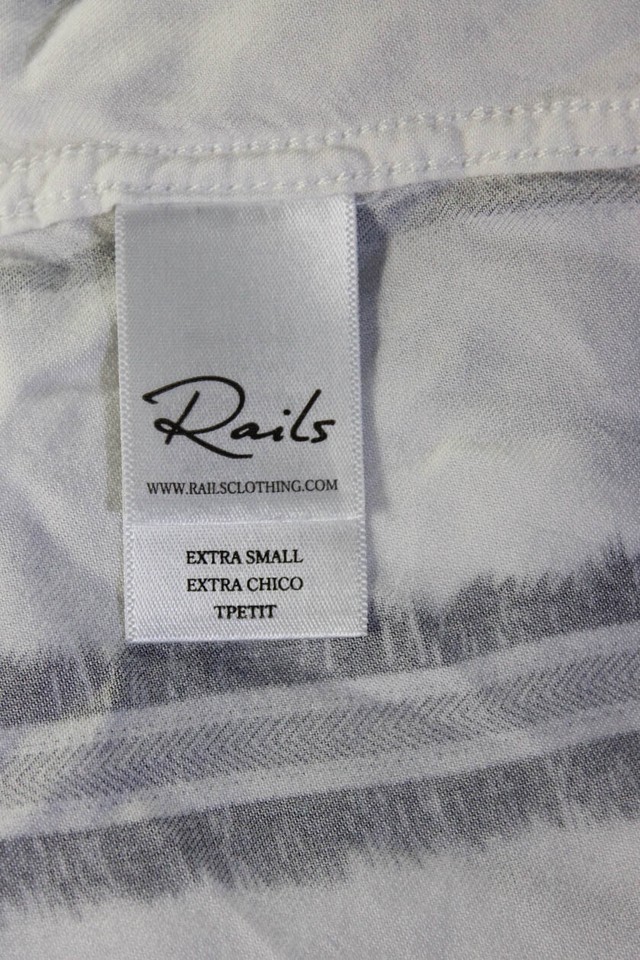 Rails
WWW.RAILSCLOTHING.COM
EXTRA SMALL
EXTRA CHICO
TPETIT